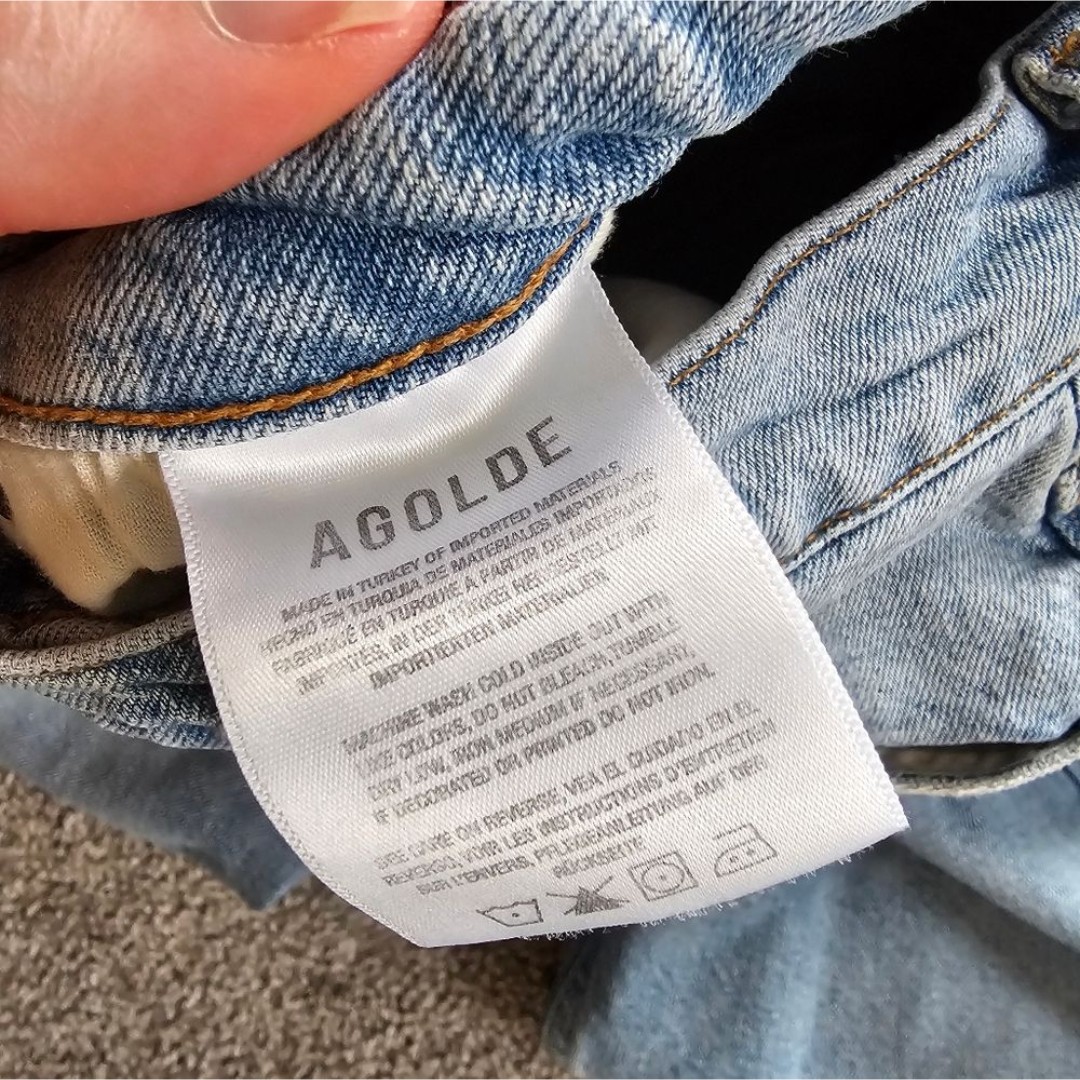 AGOLDE
MADE IN TURKEY OF IMPORTED MATERIALS
HECHO EN TURQUIA DE MATERIALES IMPORTADOS
FABRIQUÉ EN TURQUIE À PARTIR DE MATÉRIAUX
IMPORTÉS, IN DER TÜRKEI HERGESTELLT MIT
IMPORTIERTEN MATERIALIEN
MACHINE WASH COLD INSIDE OUT WITH
LIKE COLORS, DO NOT BLEACH, TUMBLE
DRY LOW, IRON MEDIUM IF NECESSARY,
IF DECORATED OR PRINTED DO NOT IRON.
SEE CARE ON REVERSE, VEA EL CUIDADO EN EL
REVERSO, VOIR LES INSTRUCTIONS D'ENTRETIEN
SUR L'ENVERS, PFLEGEANLEITUNG AUF DER
RÜCKSEITE